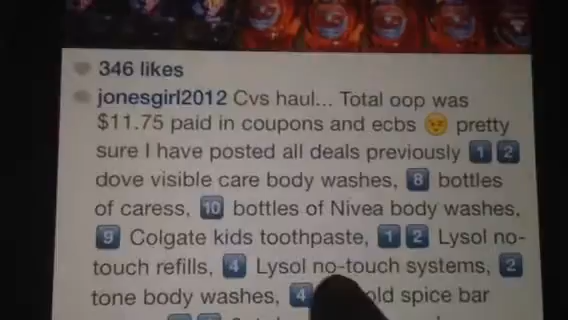 346 likes
jonesgirl2012 Cvs haul... Total oop was
$11.75 paid in coupons and ecbs 😉 pretty
sure I have posted all deals previously 1️⃣2️⃣
dove visible care body washes, 8️⃣ bottles
of caress, 🔟 bottles of Nivea body washes,
9️⃣ Colgate kids toothpaste, 1️⃣2️⃣ Lysol no-
touch refills, 4️⃣ Lysol no-touch systems, 2️⃣
tone body washes, 4️⃣ old spice bar